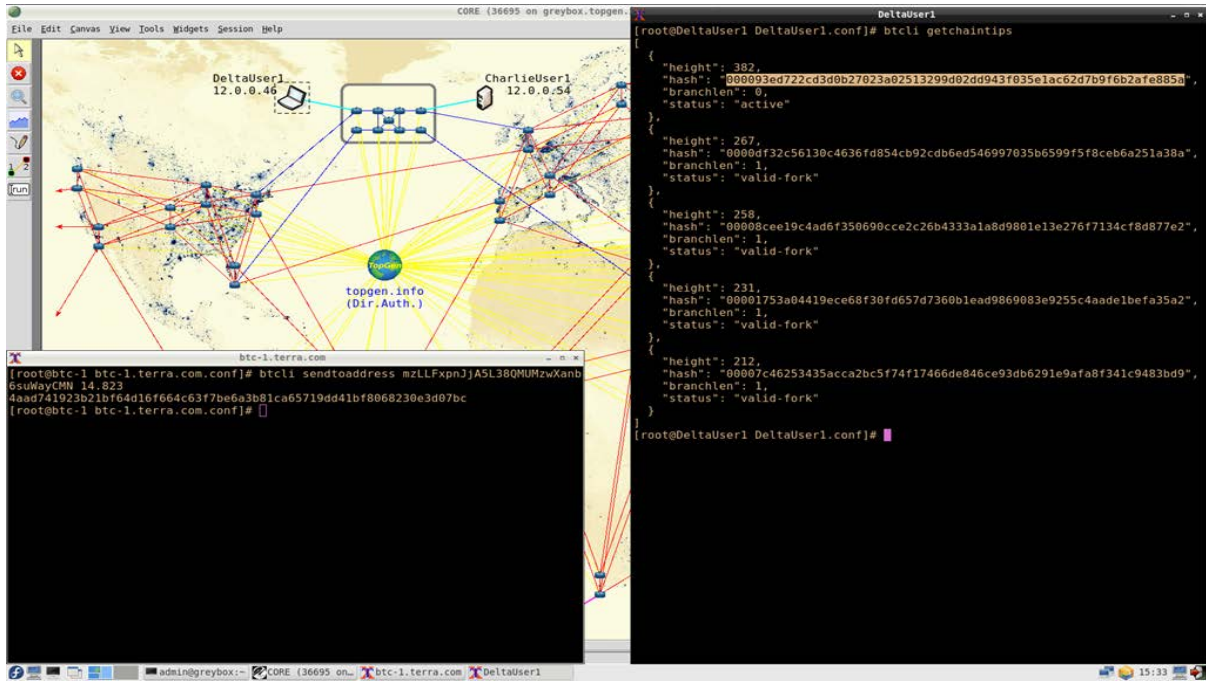 CORE (36695 on greybox.topgen.
File Edit Canvas View Tools Widgets Session Help
DeltaUser1
12.0.0.46
CharlieUser1
12.0.0.54
1 2
run
TopGen
topgen.info
(Dir.Auth.)
btc-1.terra.com
[root@btc-1 btc-1.terra.com.conf]# btcli sendtoaddress mzLLFxpnJjA5L38QMUMzwXanb
6suWayCMN 14.823
4aad741923b21bf64d16f664c63f7be6a3b81ca65719dd41bf8068230e3d07bc
[root@btc-1 btc-1.terra.com.conf]#
DeltaUser1
[root@DeltaUser1 DeltaUser1.conf]# btcli getchaintips
[
{
"height": 382,
"hash": "000093ed722cd3d0b27023a02513299d02dd943f035e1ac62d7b9f6b2afe885a",
"branchlen": 0,
"status": "active"
},
{
"height": 267,
"hash": "0000df32c56130c4636fd854cb92cdb6ed546997035b6599f5f8ceb6a251a38a",
"branchlen": 1,
"status": "valid-fork"
},
{
"height": 258,
"hash": "00008cee19c4ad6f350690cce2c26b4333a1a8d9801e13e276f7134cf8d877e2",
"branchlen": 1,
"status": "valid-fork"
},
{
"height": 231,
"hash": "00001753a04419ece68f30fd657d7360b1ead9869083e9255c4aade1befa35a2",
"branchlen": 1,
"status": "valid-fork"
},
{
"height": 212,
"hash": "00007c46253435acca2bc5f74f17466de846ce93db6291e9afa8f341c9483bd9",
"branchlen": 1,
"status": "valid-fork"
}
]
[root@DeltaUser1 DeltaUser1.conf]#
admin@greybox:~
CORE (36695 on…
btc-1.terra.com
DeltaUser1
15:33